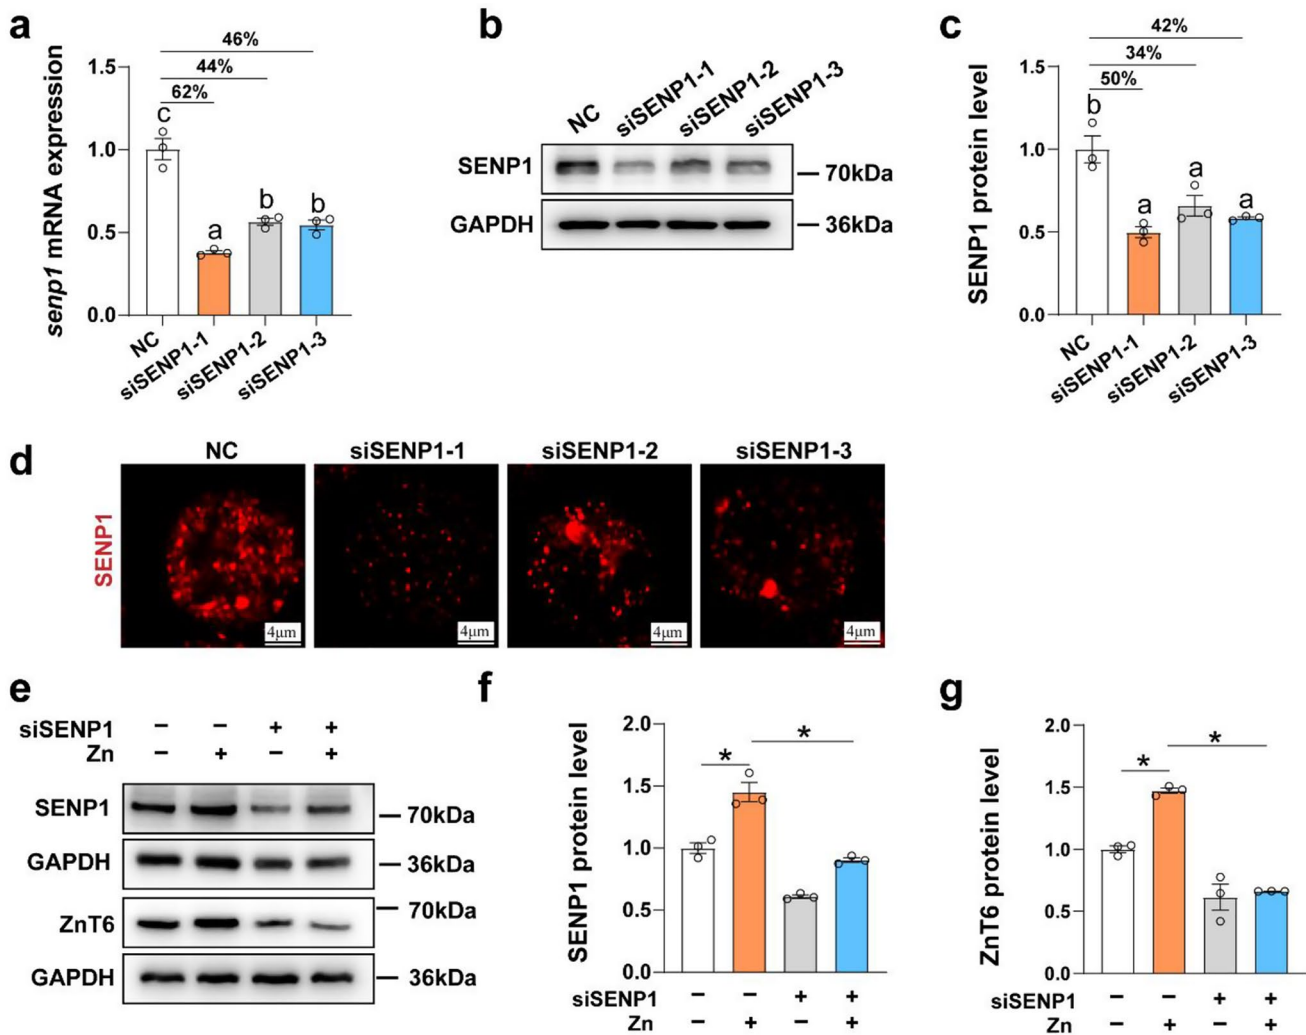 a
46%
44%
62%
senp1 mRNA expression
1.5
1.0
0.5
0.0
c
a
b
b
NC
siSENP1-1
siSENP1-2
siSENP1-3
b
NC
siSENP1-1
siSENP1-2
siSENP1-3
SENP1
70kDa
GAPDH
36kDa
c
42%
34%
50%
SENP1 protein level
1.5
1.0
0.5
0.0
b
a
a
a
NC
siSENP1-1
siSENP1-2
siSENP1-3
d
NC
siSENP1-1
siSENP1-2
siSENP1-3
SENP1
4μm
4μm
4μm
4μm
e
siSENP1 − − + +
Zn − + − +
SENP1
70kDa
GAPDH
36kDa
ZnT6
70kDa
GAPDH
36kDa
f
SENP1 protein level
2.0
1.5
1.0
0.5
0.0
*
*
siSENP1 − − + +
Zn − + − +
g
ZnT6 protein level
2.0
1.5
1.0
0.5
0.0
*
*
siSENP1 − − + +
Zn − + − +